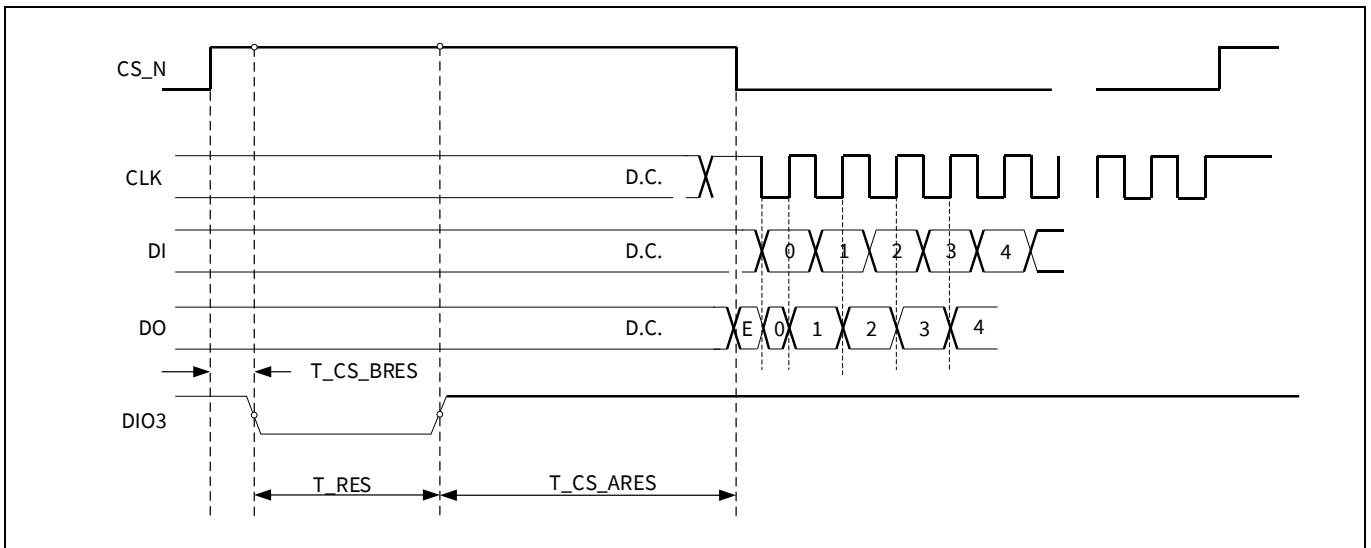 CS_N
CLK D.C.
DI D.C. 0 1 2 3 4
DO D.C. E 0 1 2 3 4
T_CS_BRES
DIO3
T_RES T_CS_ARES